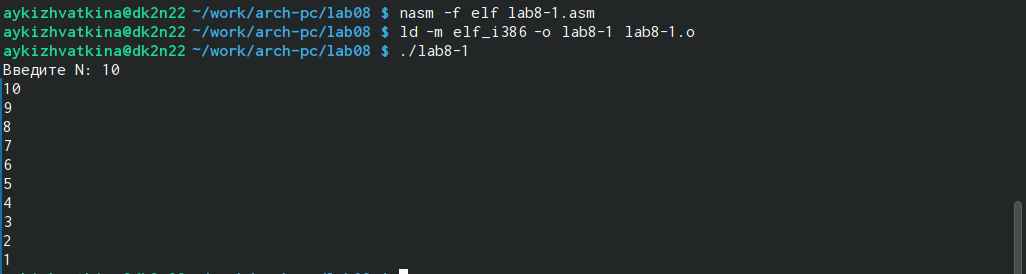 aykizhvatkina@dk2n22 ~/work/arch-pc/lab08 $ nasm -f elf lab8-1.asm
aykizhvatkina@dk2n22 ~/work/arch-pc/lab08 $ ld -m elf_i386 -o lab8-1 lab8-1.o
aykizhvatkina@dk2n22 ~/work/arch-pc/lab08 $ ./lab8-1
Введите N: 10
10
9
8
7
6
5
4
3
2
1